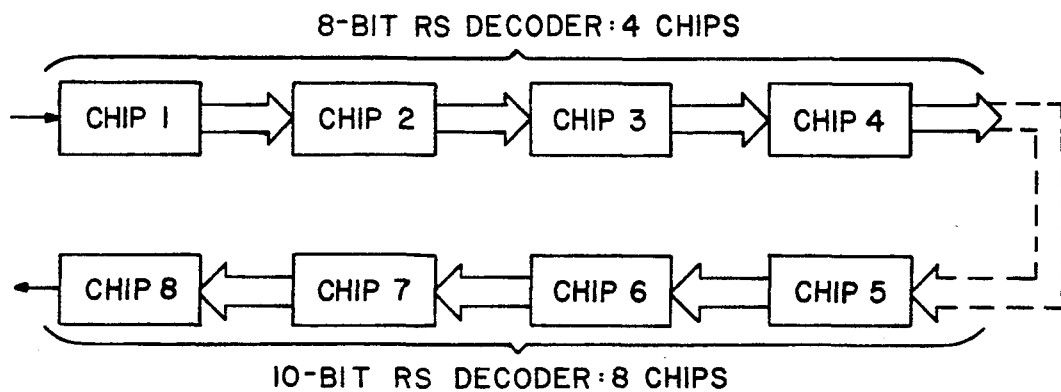 8-BIT RS DECODER: 4 CHIPS
CHIP 1
CHIP 2
CHIP 3
CHIP 4
CHIP 8
CHIP 7
CHIP 6
CHIP 5
10-BIT RS DECODER: 8 CHIPS